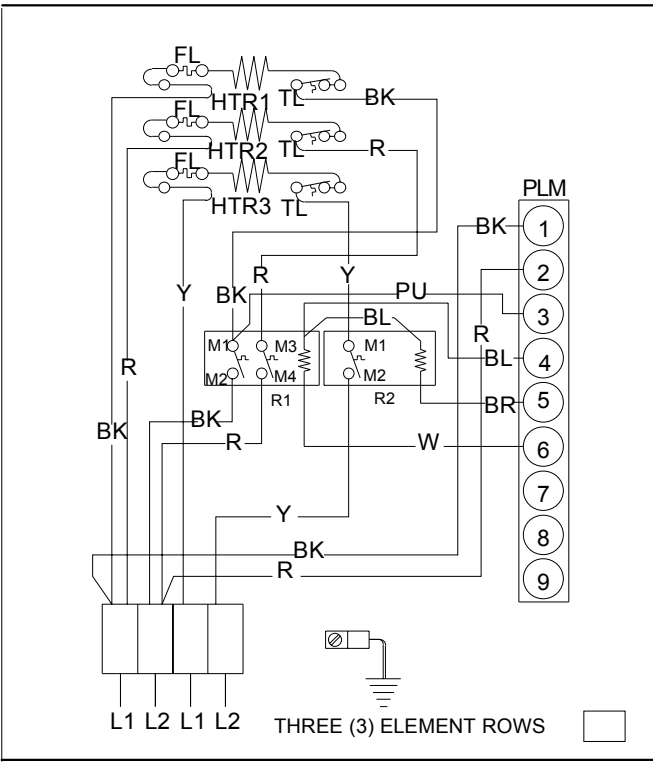 FL
HTR1 TL BK
FL
HTR2 TL R
FL
HTR3 TL
PLM
BK 1
2
R Y
Y BK PU 3
BL R
M1 M3 M1
BL 4
R M2 M4 M2
R1 R2
BR 5
BK
BK R W 6
7
Y
8
BK
R 9
L1 L2 L1 L2
THREE (3) ELEMENT ROWS